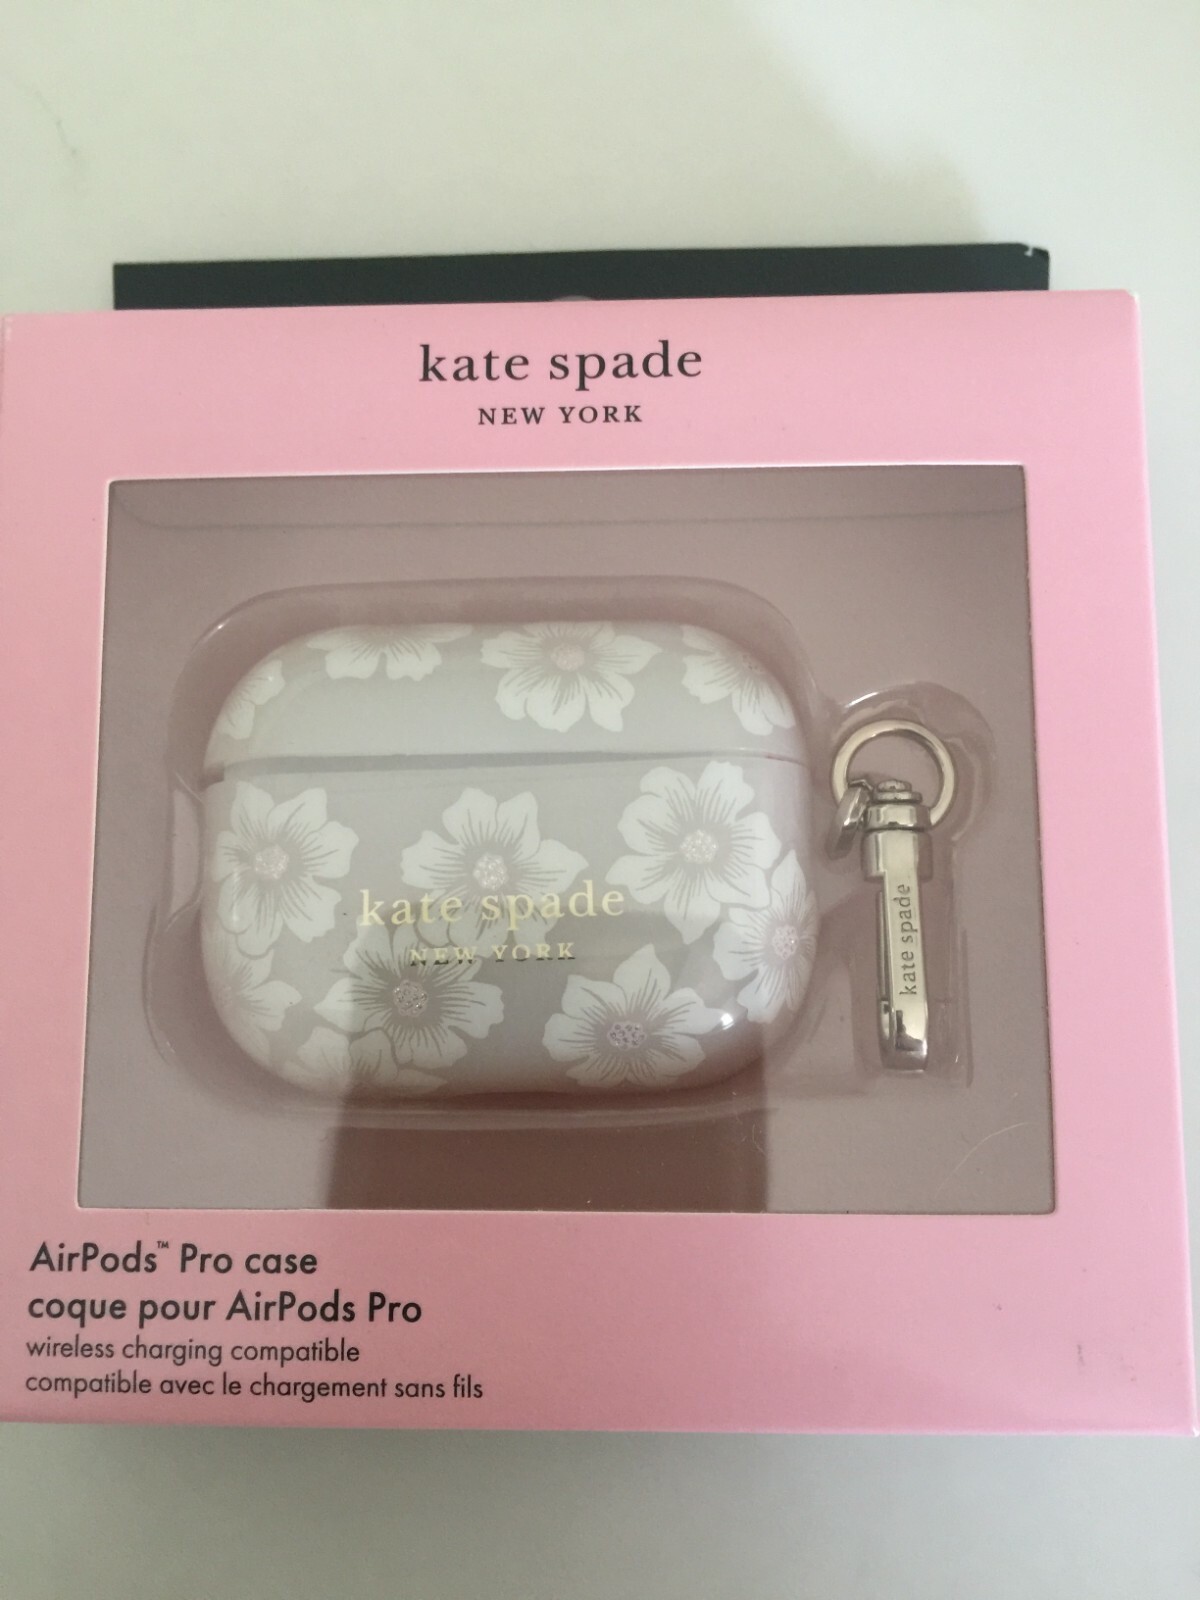 kate spade
NEW YORK
kate spade
NEW YORK
kate spade
AirPods™ Pro case
coque pour AirPods Pro
wireless charging compatible
compatible avec le chargement sans fils